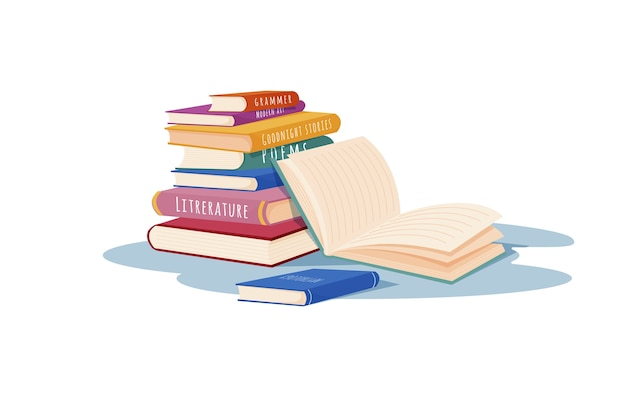 GRAMMER
MODERN ART
GOODNIGHT STORIES
POEMS
LITRERATURE